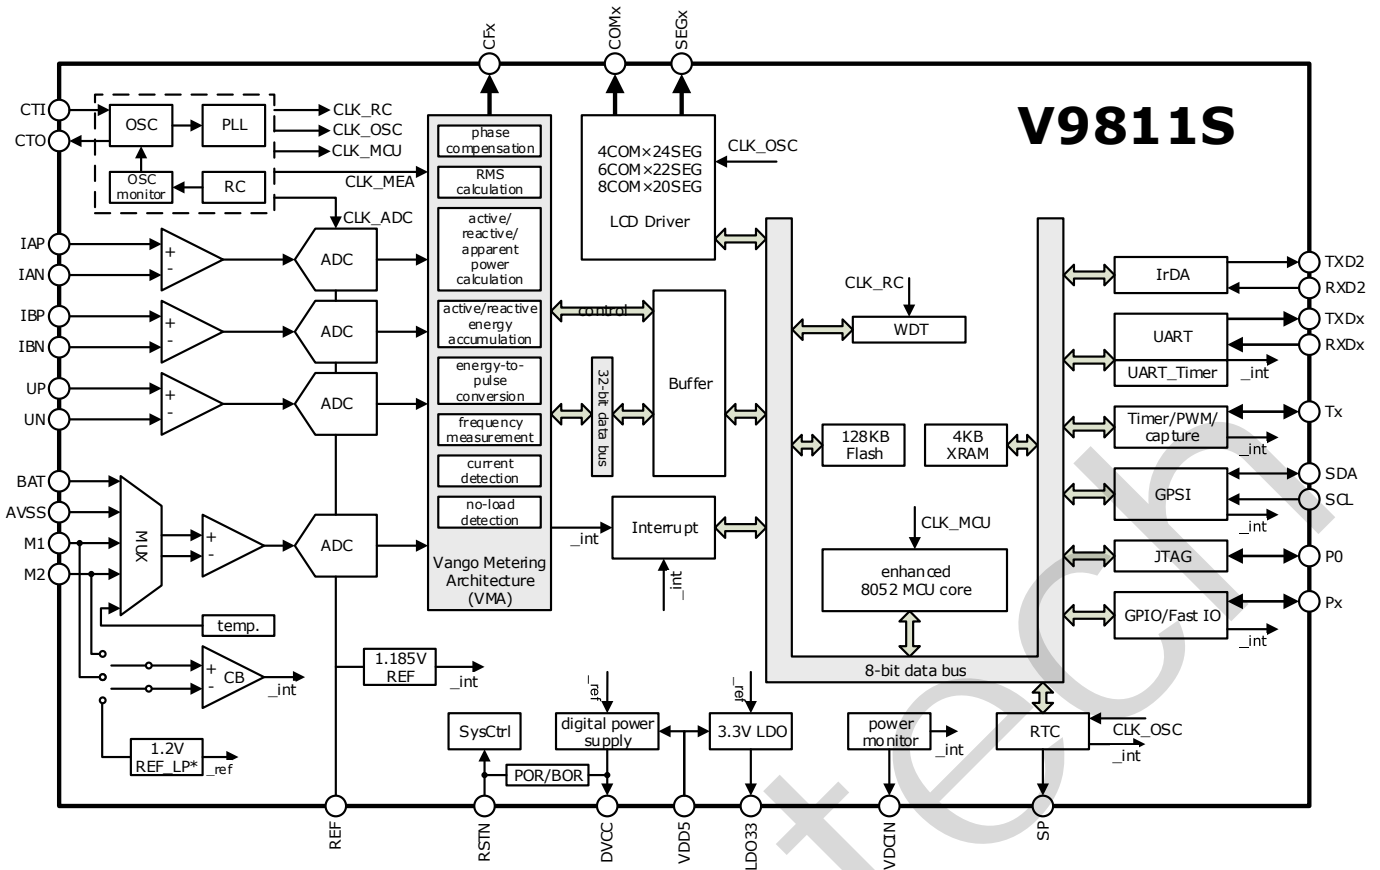 CFx
COMx
SEGx
V9811S
CTI
CTO
OSC
PLL
CLK_RC
CLK_OSC
CLK_MCU
OSC
monitor
RC
CLK_MEA
CLK_ADC
phase
compensation
RMS
calculation
active/
reactive/
apparent
power
calculation
active/reactive
energy
accumulation
energy-to-
pulse
conversion
frequency
measurement
current
detection
no-load
detection
Vango Metering
Architecture
(VMA)
4COM×24SEG
6COM×22SEG
8COM×20SEG
LCD Driver
CLK_OSC
IAP
IAN
+
-
ADC
IBP
IBN
+
-
ADC
UP
UN
+
-
ADC
BAT
AVSS
M1
M2
MUX
+
-
ADC
temp.
+
-
CB
_int
1.2V
REF_LP*
_ref
1.185V
REF
_int
control
32-bit data bus
Buffer
Interrupt
_int
_int
CLK_RC
WDT
128KB
Flash
4KB
XRAM
CLK_MCU
enhanced
8052 MCU core
8-bit data bus
IrDA
TXD2
RXD2
UART
UART_Timer
_int
TXDx
RXDx
Timer/PWM/
capture
_int
Tx
GPSI
_int
SDA
SCL
JTAG
P0
GPIO/Fast IO
_int
Px
SysCtrl
POR/BOR
_ref
digital power
supply
_ref
3.3V LDO
power
monitor
_int
RTC
CLK_OSC
_int
REF
RSTN
DVCC
VDD5
LDO33
VDCIN
SP
tech